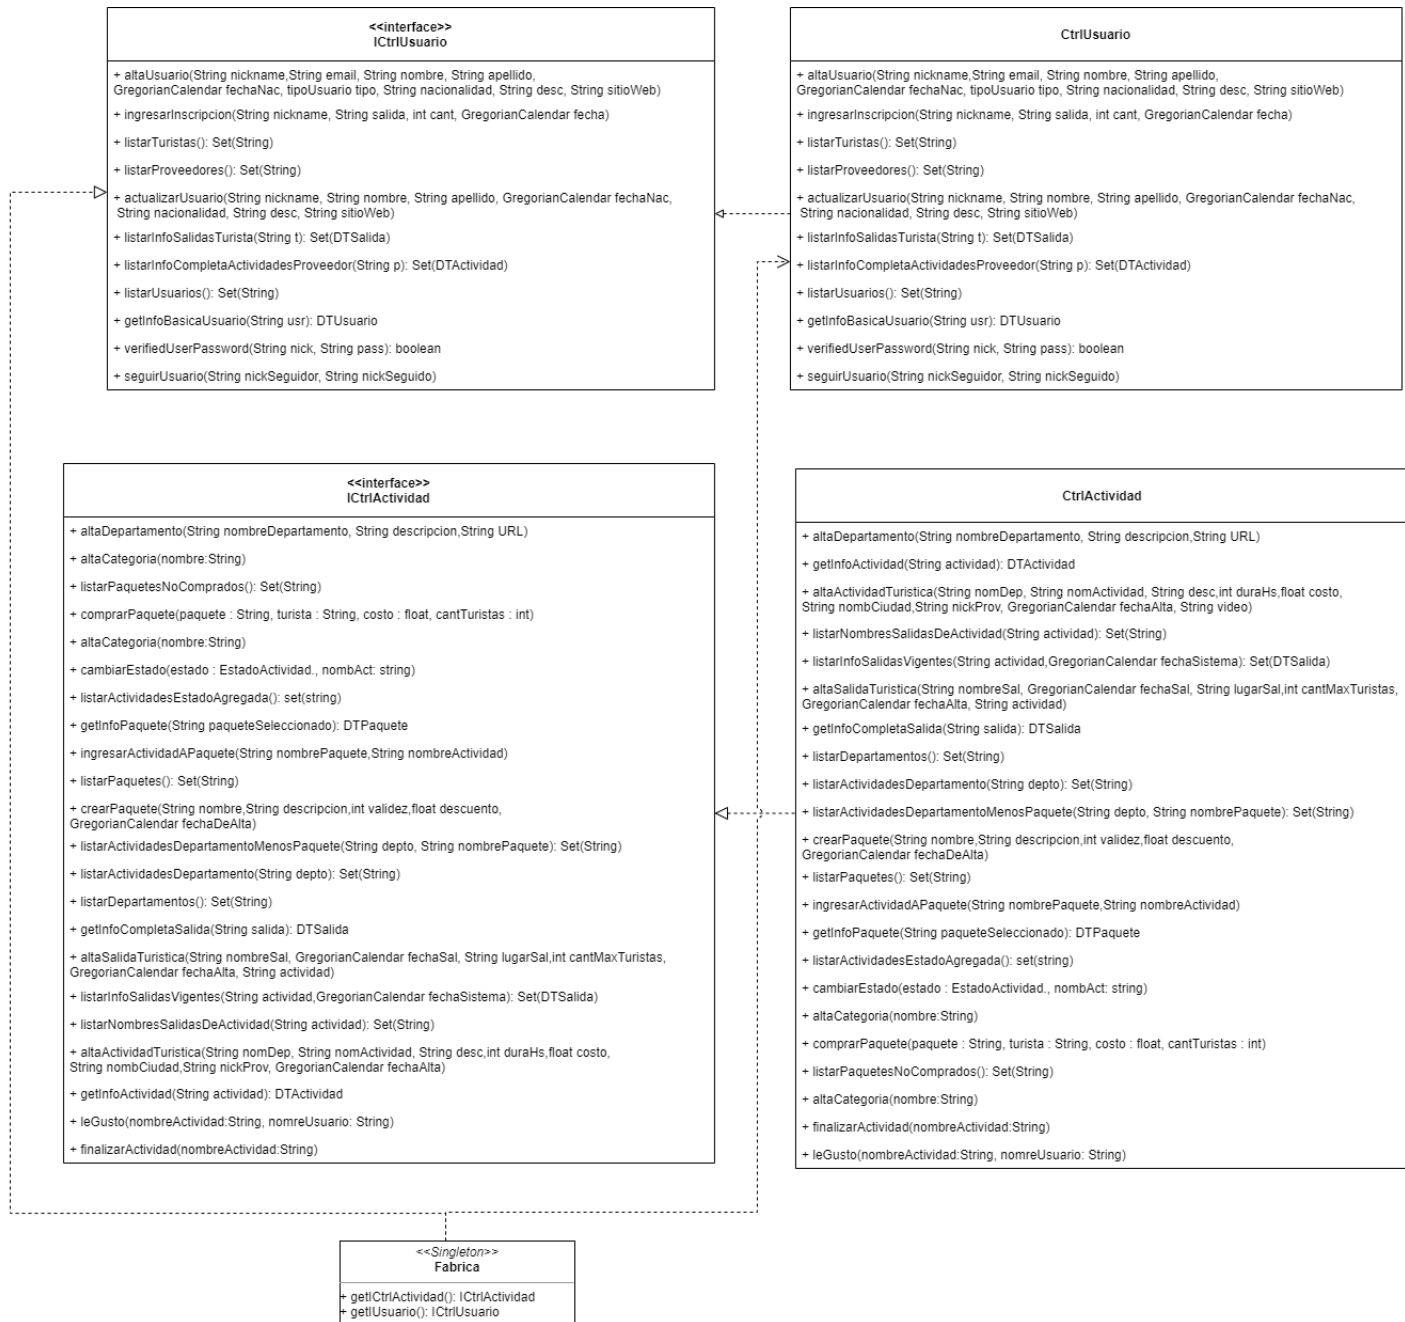 <<interface>>
ICtrlUsuario
+ altaUsuario(String nickname,String email, String nombre, String apellido,
GregorianCalendar fechaNac, tipoUsuario tipo, String nacionalidad, String desc, String sitioWeb)
+ ingresarInscripcion(String nickname, String salida, int cant, GregorianCalendar fecha)
+ listarTuristas(): Set(String)
+ listarProveedores(): Set(String)
+ actualizarUsuario(String nickname, String nombre, String apellido, GregorianCalendar fechaNac,
String nacionalidad, String desc, String sitioWeb)
+ listarInfoSalidasTurista(String t): Set(DTSalida)
+ listarInfoCompletaActividadesProveedor(String p): Set(DTActividad)
+ listarUsuarios(): Set(String)
+ getInfoBasicaUsuario(String usr): DTUsuario
+ verifiedUserPassword(String nick, String pass): boolean
+ seguirUsuario(String nickSeguidor, String nickSeguido)
CtrlUsuario
+ altaUsuario(String nickname,String email, String nombre, String apellido,
GregorianCalendar fechaNac, tipoUsuario tipo, String nacionalidad, String desc, String sitioWeb)
+ ingresarInscripcion(String nickname, String salida, int cant, GregorianCalendar fecha)
+ listarTuristas(): Set(String)
+ listarProveedores(): Set(String)
+ actualizarUsuario(String nickname, String nombre, String apellido, GregorianCalendar fechaNac,
String nacionalidad, String desc, String sitioWeb)
+ listarInfoSalidasTurista(String t): Set(DTSalida)
+ listarInfoCompletaActividadesProveedor(String p): Set(DTActividad)
+ listarUsuarios(): Set(String)
+ getInfoBasicaUsuario(String usr): DTUsuario
+ verifiedUserPassword(String nick, String pass): boolean
+ seguirUsuario(String nickSeguidor, String nickSeguido)
<<interface>>
ICtrlActividad
+ altaDepartamento(String nombreDepartamento, String descripcion,String URL)
+ altaCategoria(nombre:String)
+ listarPaquetesNoComprados(): Set(String)
+ comprarPaquete(paquete : String, turista : String, costo : float, cantTuristas : int)
+ altaCategoria(nombre:String)
+ cambiarEstado(estado : EstadoActividad., nombAct: string)
+ listarActividadesEstadoAgregada(): set(string)
+ getInfoPaquete(String paqueteSeleccionado): DTPaquete
+ ingresarActividadAPaquete(String nombrePaquete,String nombreActividad)
+ listarPaquetes(): Set(String)
+ crearPaquete(String nombre,String descripcion,int validez,float descuento,
GregorianCalendar fechaDeAlta)
+ listarActividadesDepartamentoMenosPaquete(String depto, String nombrePaquete): Set(String)
+ listarActividadesDepartamento(String depto): Set(String)
+ listarDepartamentos(): Set(String)
+ getInfoCompletaSalida(String salida): DTSalida
+ altaSalidaTuristica(String nombreSal, GregorianCalendar fechaSal, String lugarSal,int cantMaxTuristas,
GregorianCalendar fechaAlta, String actividad)
+ listarInfoSalidasVigentes(String actividad,GregorianCalendar fechaSistema): Set(DTSalida)
+ listarNombresSalidasDeActividad(String actividad): Set(String)
+ altaActividadTuristica(String nomDep, String nomActividad, String desc,int duraHs,float costo,
String nombCiudad,String nickProv, GregorianCalendar fechaAlta)
+ getInfoActividad(String actividad): DTActividad
+ leGusto(nombreActividad:String, nomreUsuario: String)
+ finalizarActividad(nombreActividad:String)
CtrlActividad
+ altaDepartamento(String nombreDepartamento, String descripcion,String URL)
+ getInfoActividad(String actividad): DTActividad
+ altaActividadTuristica(String nomDep, String nomActividad, String desc,int duraHs,float costo,
String nombCiudad,String nickProv, GregorianCalendar fechaAlta, String video)
+ listarNombresSalidasDeActividad(String actividad): Set(String)
+ listarInfoSalidasVigentes(String actividad,GregorianCalendar fechaSistema): Set(DTSalida)
+ altaSalidaTuristica(String nombreSal, GregorianCalendar fechaSal, String lugarSal,int cantMaxTuristas,
GregorianCalendar fechaAlta, String actividad)
+ getInfoCompletaSalida(String salida): DTSalida
+ listarDepartamentos(): Set(String)
+ listarActividadesDepartamento(String depto): Set(String)
+ listarActividadesDepartamentoMenosPaquete(String depto, String nombrePaquete): Set(String)
+ crearPaquete(String nombre,String descripcion,int validez,float descuento,
GregorianCalendar fechaDeAlta)
+ listarPaquetes(): Set(String)
+ ingresarActividadAPaquete(String nombrePaquete,String nombreActividad)
+ getInfoPaquete(String paqueteSeleccionado): DTPaquete
+ listarActividadesEstadoAgregada(): set(string)
+ cambiarEstado(estado : EstadoActividad., nombAct: string)
+ altaCategoria(nombre:String)
+ comprarPaquete(paquete : String, turista : String, costo : float, cantTuristas : int)
+ listarPaquetesNoComprados(): Set(String)
+ altaCategoria(nombre:String)
+ finalizarActividad(nombreActividad:String)
+ leGusto(nombreActividad:String, nomreUsuario: String)
<<Singleton>>
Fabrica
+ getICtrlActividad(): ICtrlActividad
+ getIUsuario(): ICtrlUsuario